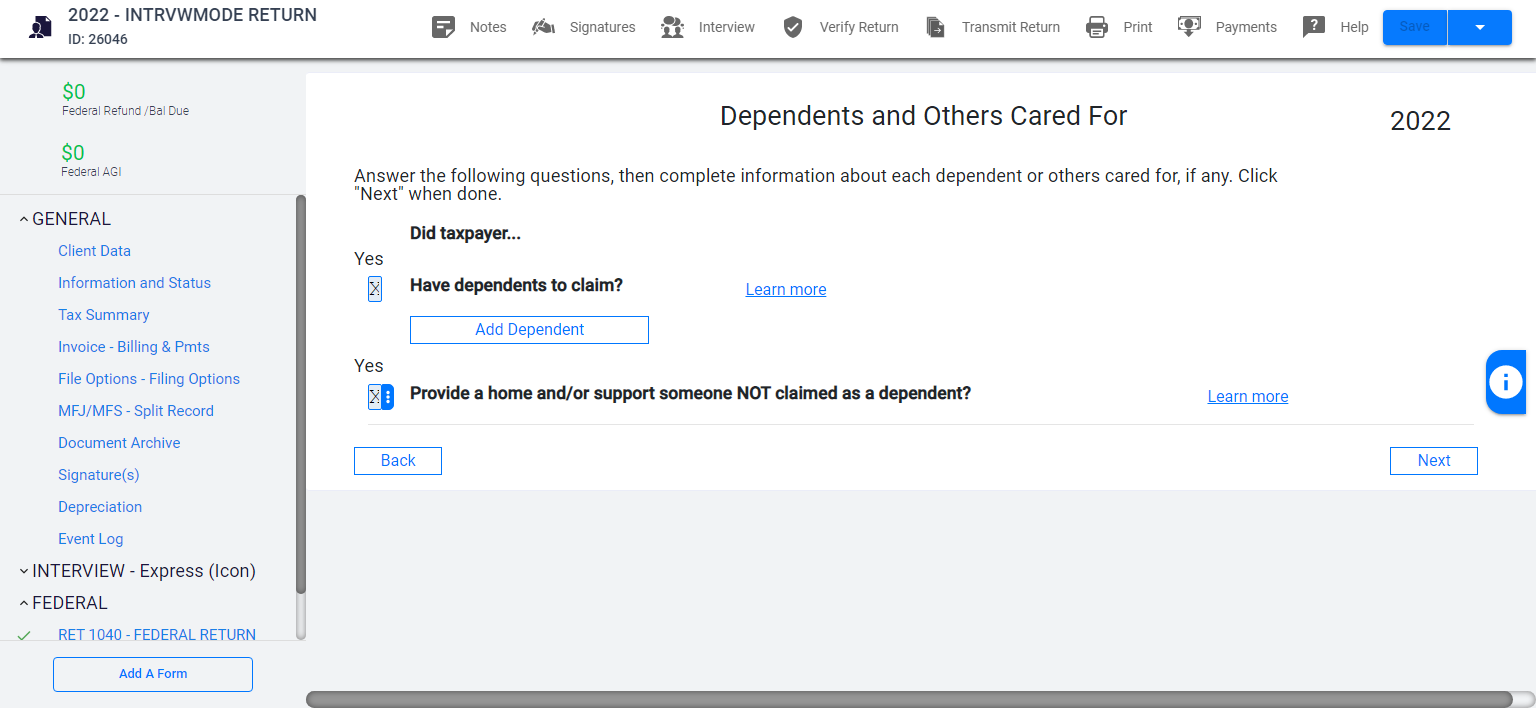 2022 - INTRVWMODE RETURN
ID: 26046
Notes Signatures Interview Verify Return Transmit Return Print Payments Help Save
$0
Federal Refund /Bal Due
$0
Federal AGI
GENERAL
Client Data
Information and Status
Tax Summary
Invoice - Billing & Pmts
File Options - Filing Options
MFJ/MFS - Split Record
Document Archive
Signature(s)
Depreciation
Event Log
INTERVIEW - Express (Icon)
FEDERAL
RET 1040 - FEDERAL RETURN
Add A Form
Dependents and Others Cared For
2022
Answer the following questions, then complete information about each dependent or others cared for, if any. Click
"Next" when done.
Did taxpayer...
Yes
X Have dependents to claim? Learn more
Add Dependent
Yes
X Provide a home and/or support someone NOT claimed as a dependent? Learn more
Back Next